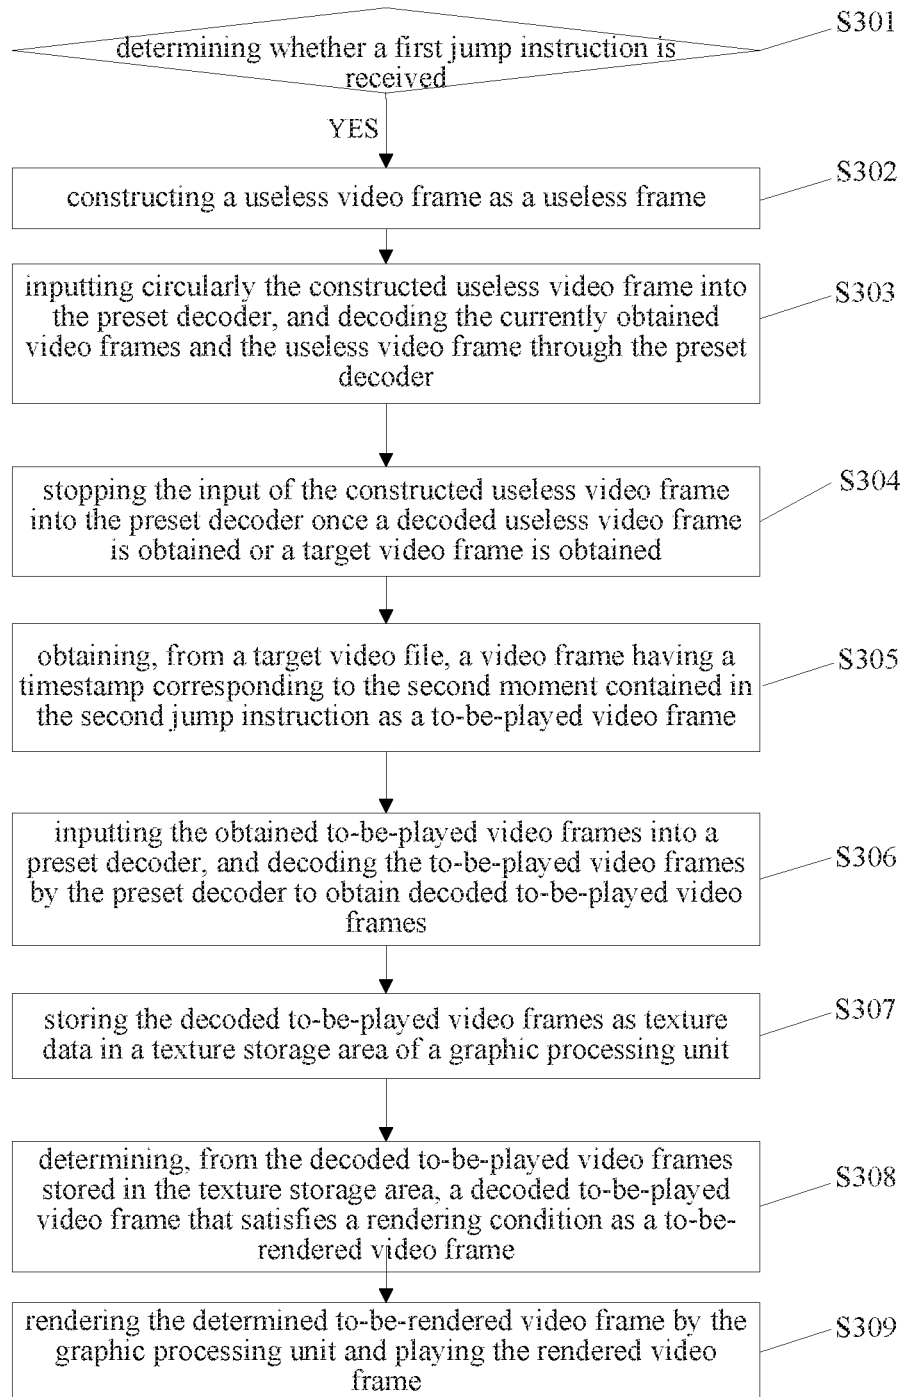 S301
determining whether a first jump instruction is
received
YES
S302
constructing a useless video frame as a useless frame
S303
inputting circularly the constructed useless video frame into
the preset decoder, and decoding the currently obtained
video frames and the useless video frame through the preset
decoder
S304
stopping the input of the constructed useless video frame
into the preset decoder once a decoded useless video frame
is obtained or a target video frame is obtained
S305
obtaining, from a target video file, a video frame having a
timestamp corresponding to the second moment contained in
the second jump instruction as a to-be-played video frame
S306
inputting the obtained to-be-played video frames into a
preset decoder, and decoding the to-be-played video frames
by the preset decoder to obtain decoded to-be-played video
frames
S307
storing the decoded to-be-played video frames as texture
data in a texture storage area of a graphic processing unit
S308
determining, from the decoded to-be-played video frames
stored in the texture storage area, a decoded to-be-played
video frame that satisfies a rendering condition as a to-be-
rendered video frame
S309
rendering the determined to-be-rendered video frame by the
graphic processing unit and playing the rendered video
frame